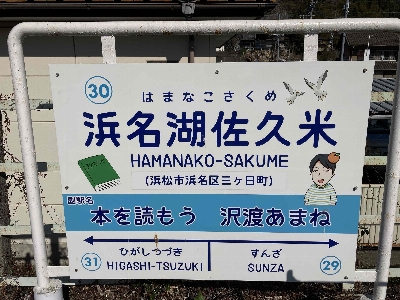 30
はまなこさくめ
浜名湖佐久米
HAMANAKO-SAKUME
(浜松市浜名区三ヶ日町)
副駅名
本を読もう 沢渡あまね
ひがしつづき すんざ
31 HIGASHI-TSUZUKI SUNZA 29